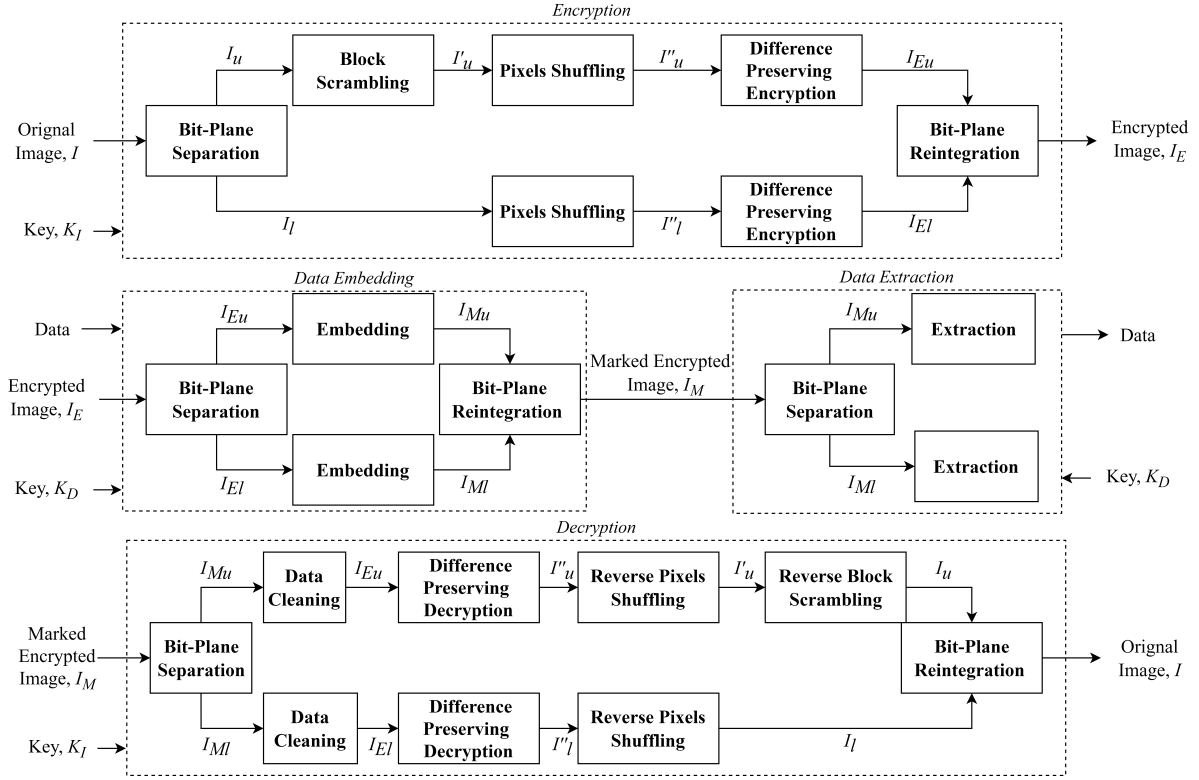 Encryption
I_u
Block
Scrambling
I'_u
Pixels Shuffling
I''_u
Difference
Preserving
Encryption
I_Eu
Orignal
Image, I
Bit-Plane
Separation
Bit-Plane
Reintegration
Encrypted
Image, I_E
Key, K_I
I_l
Pixels Shuffling
I''_l
Difference
Preserving
Encryption
I_El
Data Embedding
Data
I_Eu
Embedding
I_Mu
Encrypted
Image, I_E
Bit-Plane
Separation
Bit-Plane
Reintegration
Key, K_D
I_El
Embedding
I_Ml
Marked Encrypted
Image, I_M
Data Extraction
I_Mu
Extraction
Data
Bit-Plane
Separation
I_Ml
Extraction
Key, K_D
Decryption
I_Mu
Data
Cleaning
I_Eu
Difference
Preserving
Decryption
I''_u
Reverse Pixels
Shuffling
I'_u
Reverse Block
Scrambling
I_u
Marked
Encrypted
Image, I_M
Bit-Plane
Separation
Bit-Plane
Reintegration
Orignal
Image, I
Key, K_I
I_Ml
Data
Cleaning
I_El
Difference
Preserving
Decryption
I''_l
Reverse Pixels
Shuffling
I_l